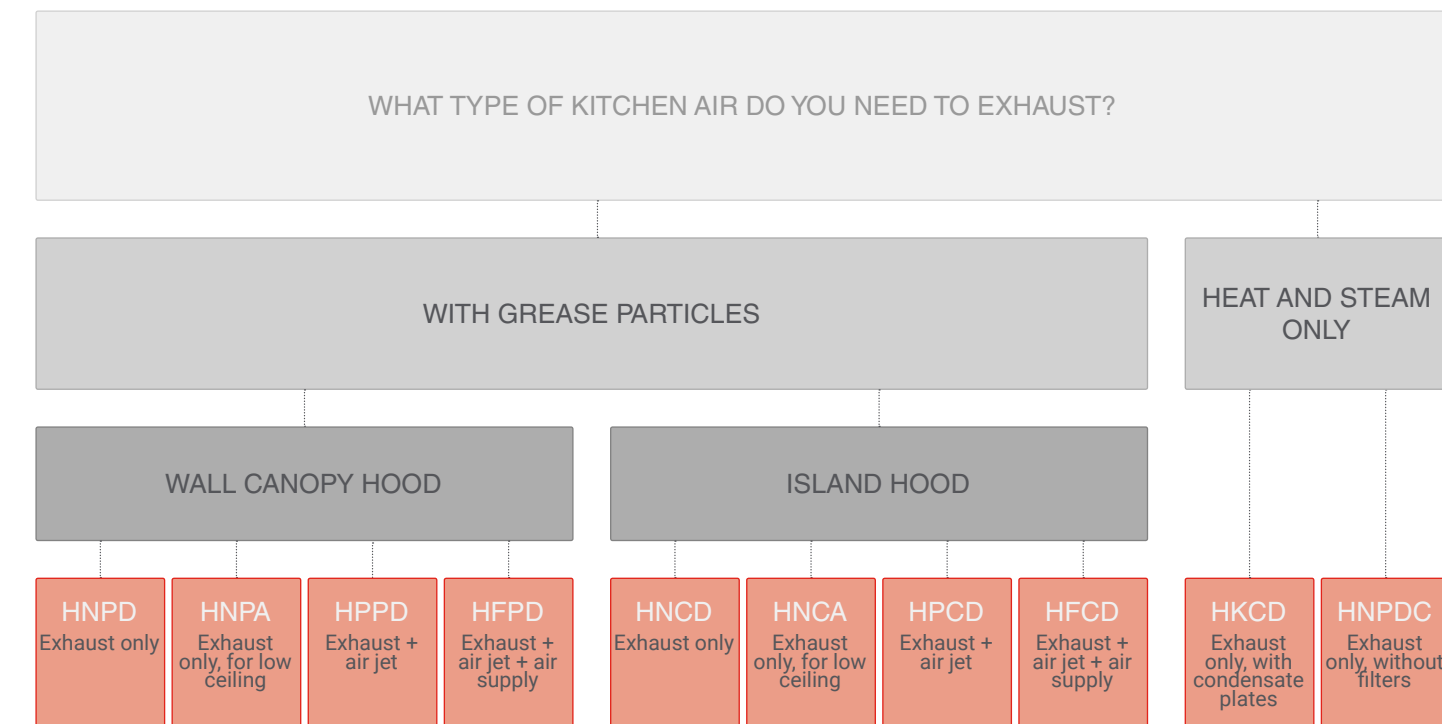 WHAT TYPE OF KITCHEN AIR DO YOU NEED TO EXHAUST?
WITH GREASE PARTICLES
HEAT AND STEAM
ONLY
WALL CANOPY HOOD
ISLAND HOOD
HNPD
Exhaust only
HNPA
Exhaust
only, for low
ceiling
HPPD
Exhaust +
air jet
HFPD
Exhaust +
air jet + air
supply
HNCD
Exhaust only
HNCA
Exhaust
only, for low
ceiling
HPCD
Exhaust +
air jet
HFCD
Exhaust +
air jet + air
supply
HKCD
Exhaust
only, with
condensate
plates
HNPDC
Exhaust
only, without
filters